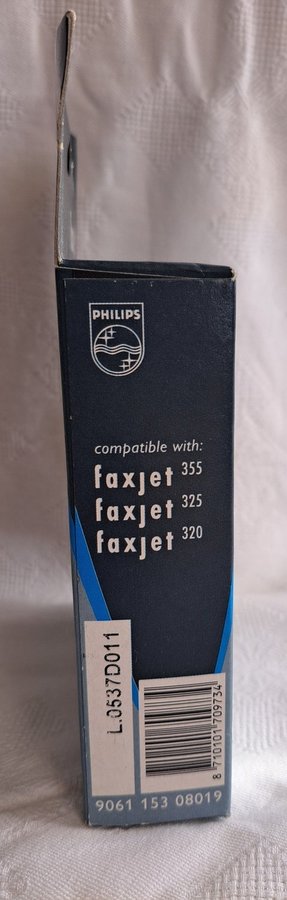 PHILIPS
compatible with:
faxjet 355
faxjet 325
faxjet 320
L.0537D011
8 710101 709734
9061 153 08019